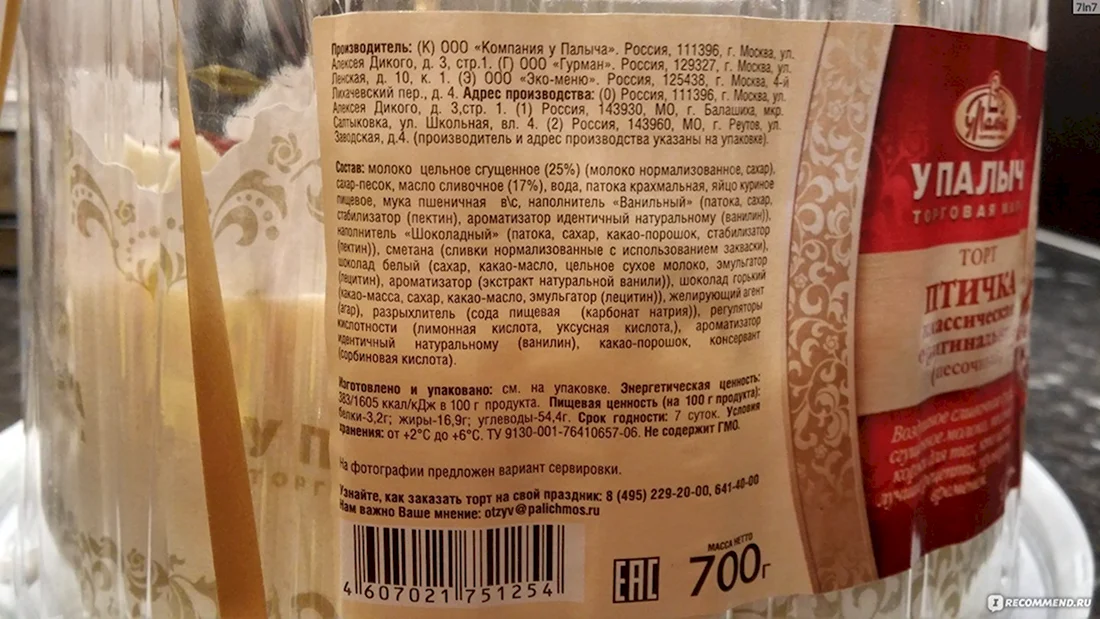 7ln7
Производитель: (К) ООО «Компания у Палыча». Россия, 111396, г. Москва, ул.
Алексея Дикого, д. 3, стр.1. (Г) ООО «Гурман». Россия, 129327, г. Москва, ул.
Ленская, д. 10, к. 1. (Э) ООО «Эко-меню». Россия, 125438, г. Москва, 4-й
Лихачевский пер., д. 4. Адрес производства: (0) Россия, 111396, г. Москва, ул.
Алексея Дикого, д. 3,стр. 1. (1) Россия, 143930, МО, г. Балашиха, мкр.
Салтыковка, ул. Школьная, вл. 4. (2) Россия, 143960, МО, г. Реутов, ул.
Заводская, д.4. (производитель и адрес производства указаны на упаковке).
Состав: молоко цельное сгущенное (25%) (молоко нормализованное, сахар),
сахар-песок, масло сливочное (17%), вода, патока крахмальная, яйцо куриное
пищевое, мука пшеничная в\с, наполнитель «Ванильный» (патока, сахар,
стабилизатор (пектин), ароматизатор идентичный натуральному (ванилин)),
наполнитель «Шоколадный» (патока, сахар, какао-порошок, стабилизатор
(пектин)), сметана (сливки нормализованные с использованием закваски),
шоколад белый (сахар, какао-масло, цельное сухое молоко, эмульгатор
(лецитин), ароматизатор (экстракт натуральной ванили)), шоколад горький
(какао-масса, сахар, какао-масло, эмульгатор (лецитин)), желирующий агент
(агар), разрыхлитель (сода пищевая (карбонат натрия)), регуляторы
кислотности (лимонная кислота, уксусная кислота,), ароматизатор
идентичный натуральному (ванилин), какао-порошок, консервант
(сорбиновая кислота).
Изготовлено и упаковано: см. на упаковке. Энергетическая ценность:
383/1605 ккал/кДж в 100 г продукта. Пищевая ценность (на 100 г продукта):
белки-3,2г; жиры-16,9г; углеводы-54,4г. Срок годности: 7 суток. Условия
хранения: от +2°С до +6°С. ТУ 9130-001-76410657-06. Не содержит ГМО.
На фотографии предложен вариант сервировки.
Узнайте, как заказать торт на свой праздник: 8 (495) 229-20-00, 641-40-00
Нам важно Ваше мнение: otzyv@palichmos.ru
4 607021 751254
EAC
МАССА НЕТТО
700г
У ПАЛЫЧ
ТОРГОВАЯ
ТОРТ
ПТИЧКА
RECOMMEND.RU